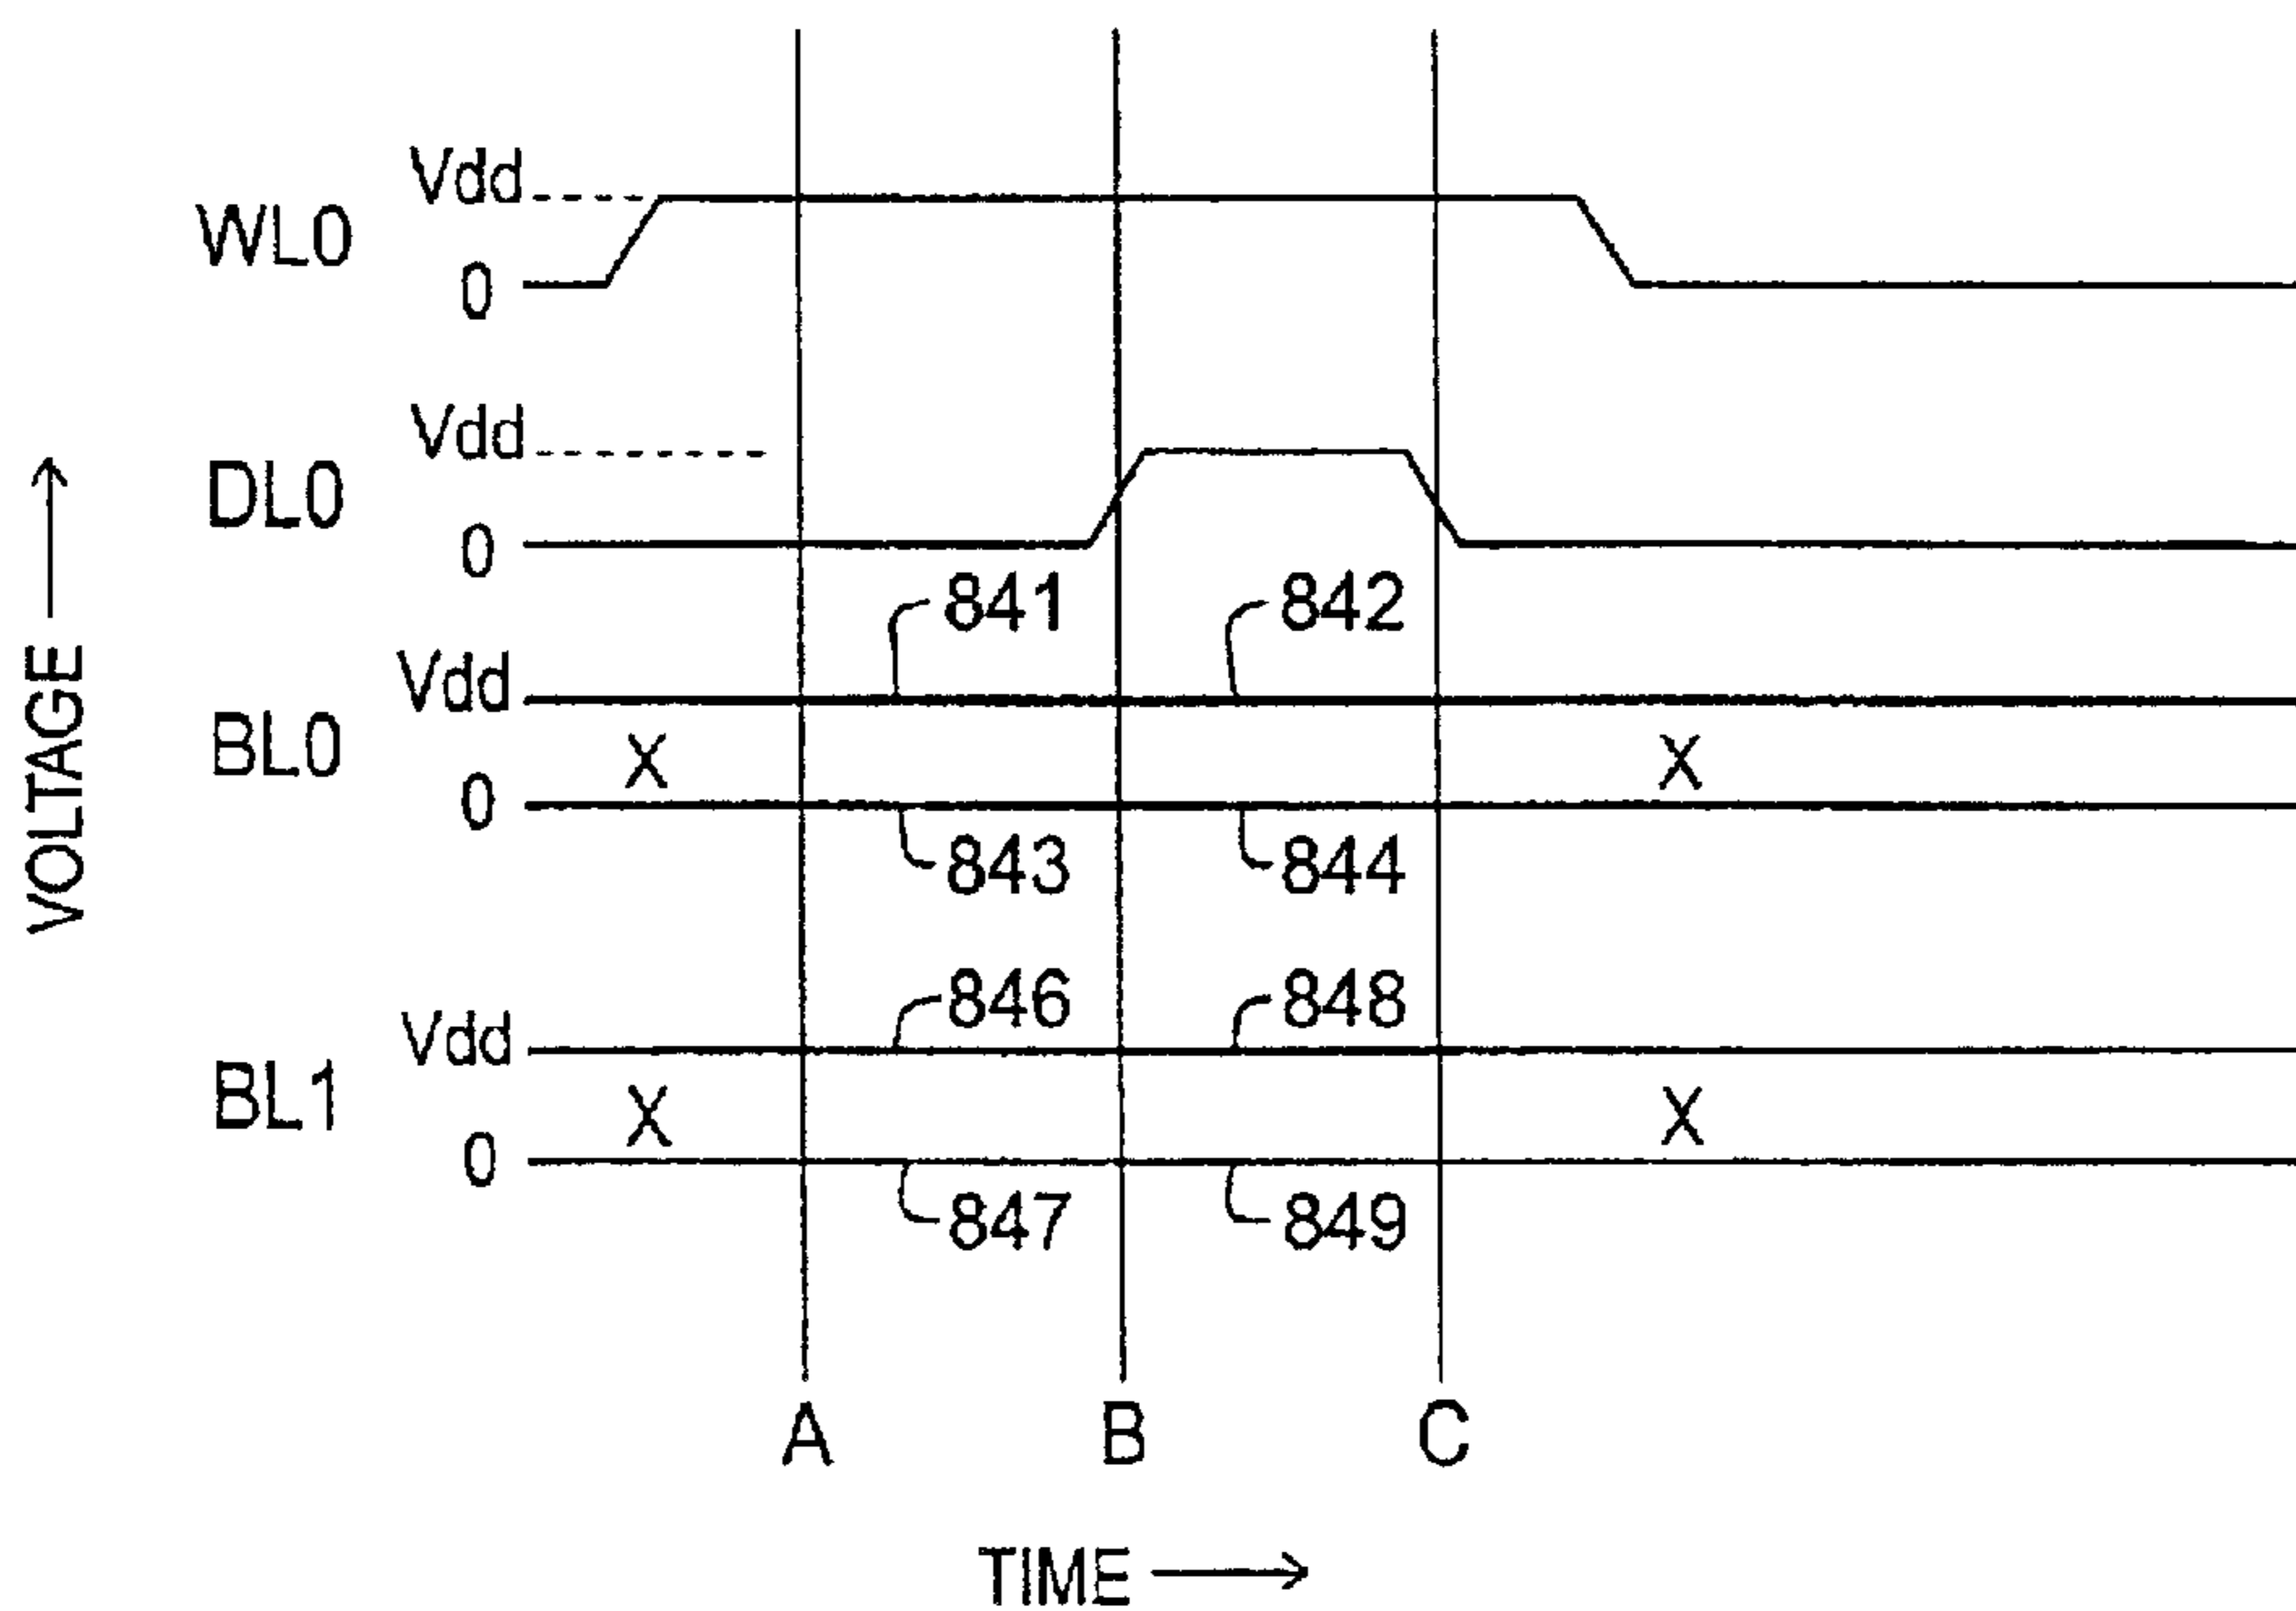 Vdd
WL0
0
Vdd
DL0
0
841 842
Vdd
BL0 X X
0
843 844
846 848
Vdd
BL1 X X
0
847 849
VOLTAGE
A B C
TIME